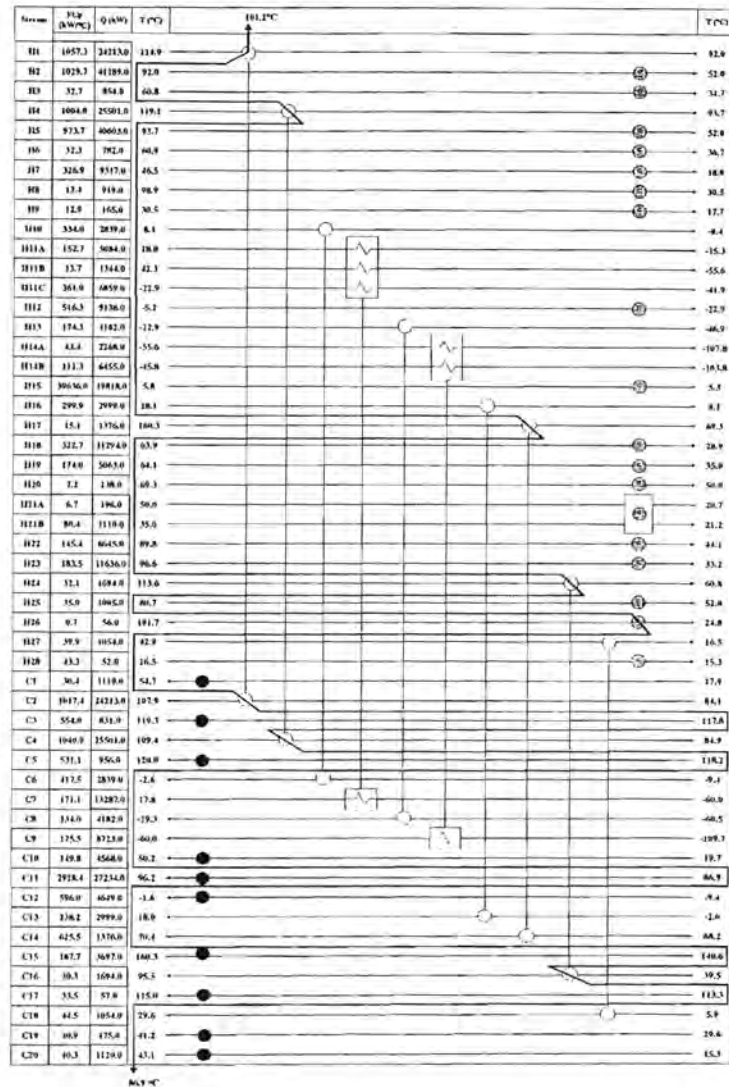 101.2°C
Stream FCp (kW/°C) Q (kW) T (°C) T (°C)
H1 1057.3 24213.0 114.9 92.0
H2 1029.7 41189.0 92.0 52.0
H3 32.7 854.0 60.8
H4 1004.0 25501.0 119.1 93.7
H5 973.7 40603.0 93.7 52.0
H6 32.3 782.0 60.9 36.7
H7 326.9 9317.0 46.5 18.0
H8 13.4 919.0 98.9 30.5
H9 12.9 165.0 30.5 17.7
H10 334.0 2839.0 8.1 -0.4
H11A 152.7 5084.0 18.0 -15.3
H11B 13.7 1344.0 42.3 -55.6
H11C 361.0 6859.0 -22.9 -41.9
H12 516.3 9136.0 -5.2 -22.9
H13 174.3 4182.0 -22.9 -46.9
H14A 43.4 2268.0 -55.6 -107.8
H14B 111.3 6455.0 -45.8 -103.8
H15 39636.0 19818.0 5.8 5.3
H16 299.9 2999.0 18.1 8.1
H17 15.1 1376.0 160.3 69.3
H18 322.7 11294.0 63.9 28.9
H19 174.0 5063.0 64.1 35.0
H20 7.2 138.0 69.3 50.0
H21A 6.7 196.0 50.0 20.7
H21B 80.4 1110.0 35.0 21.2
H22 145.4 6645.0 89.8 44.1
H23 183.5 11636.0 96.6 33.2
H24 32.1 1694.0 113.6 60.8
H25 35.0 1005.0 80.7 52.0
H26 0.7 56.0 101.7 24.8
H27 39.9 1054.0 42.9 16.5
H28 43.3 52.0 16.5 15.3
C1 30.4 1118.0 54.7 17.9
C2 1017.4 24213.0 107.9 84.1
C3 554.0 831.0 119.3 117.8
C4 1040.9 25501.0 109.4 84.9
C5 531.1 956.0 120.0 118.2
C6 417.5 2839.0 -2.6 -9.4
C7 171.1 13287.0 17.8 -60.0
C8 134.0 4182.0 -29.3 -60.5
C9 175.5 8723.0 -60.0 -109.7
C10 149.8 4568.0 50.2 19.7
C11 2928.4 27234.0 96.2 86.9
C12 596.0 4649.0 -1.6 -9.4
C13 138.2 2999.0 18.0
C14 625.5 1376.0 70.4 68.2
C15 187.7 3697.0 160.3 140.6
C16 30.3 1694.0 95.5 39.5
C17 33.5 57.0 115.0 113.3
C18 44.5 1054.0 29.6 5.9
C19 40.9 475.0 41.2 29.6
C20 40.3 1120.0 43.1 15.3
86.9 °C